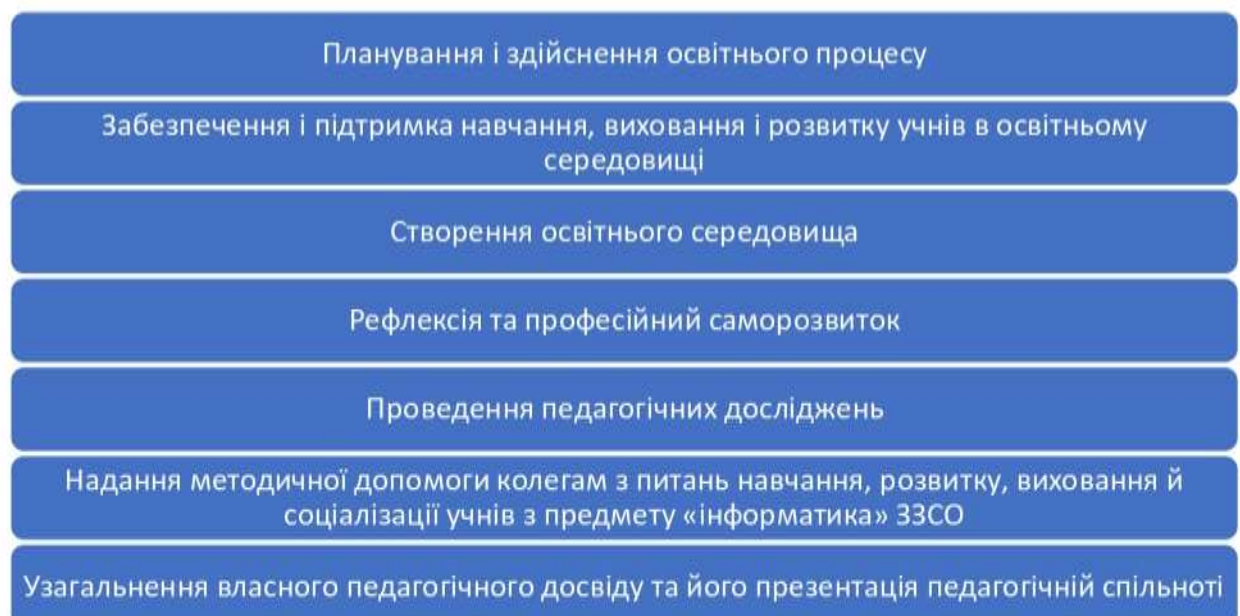 Планування і здійснення освітнього процесу
Забезпечення і підтримка навчання, виховання і розвитку учнів в освітньому
середовищі
Створення освітнього середовища
Рефлексія та професійний саморозвиток
Проведення педагогічних досліджень
Надання методичної допомоги колегам з питань навчання, розвитку, виховання й
соціалізації учнів з предмету «інформатика» ЗЗСО
Узагальнення власного педагогічного досвіду та його презентація педагогічній спільноті